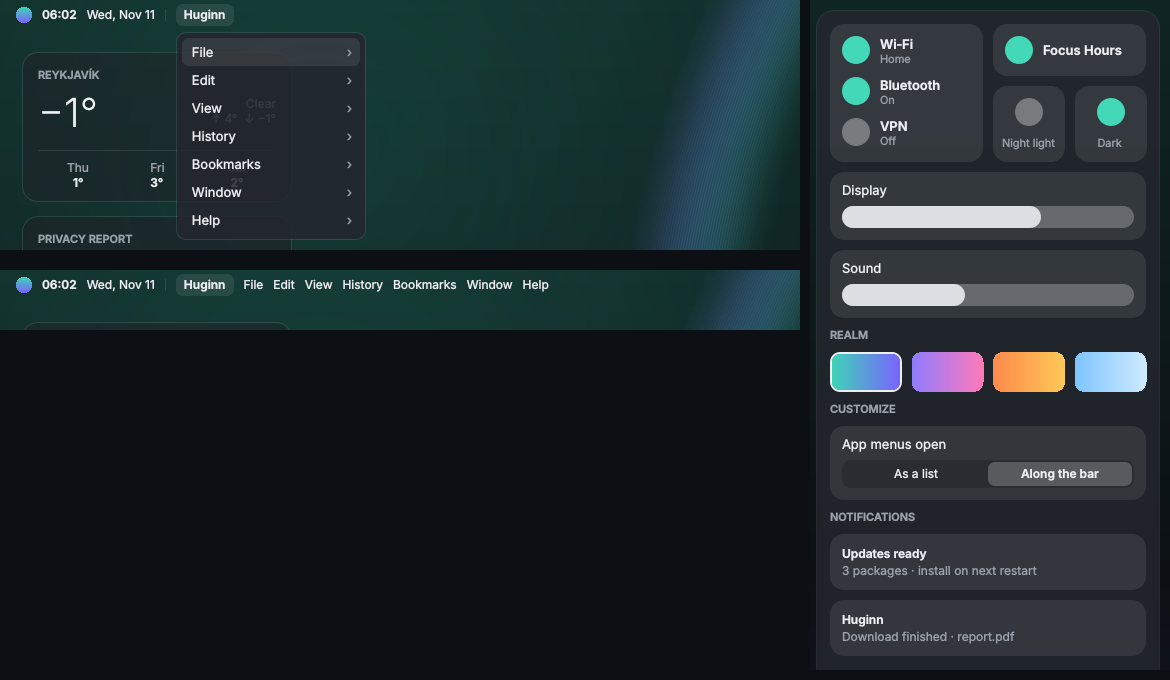 06:02 Wed, Nov 11 Huginn
File ›
Edit ›
View ›
History ›
Bookmarks ›
Window ›
Help ›
REYKJAVÍK
−1°
Clear
↑ 4° ↓ −1°
Thu
1°
Fri
3°
2°
PRIVACY REPORT
06:02 Wed, Nov 11 Huginn File Edit View History Bookmarks Window Help
Wi-Fi
Home
Bluetooth
On
VPN
Off
Focus Hours
Night light
Dark
Display
Sound
REALM
CUSTOMIZE
App menus open
As a list Along the bar
NOTIFICATIONS
Updates ready
3 packages · install on next restart
Huginn
Download finished · report.pdf